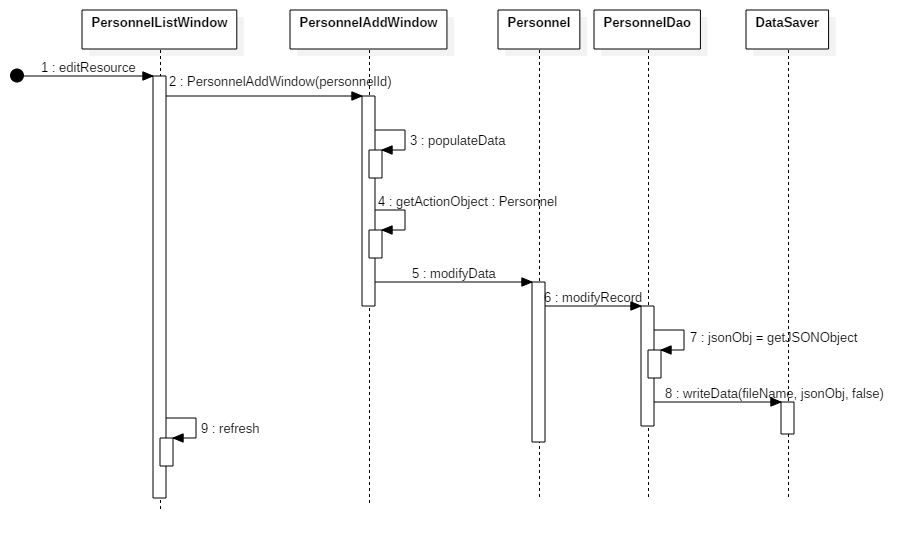 PersonnelListWindow
PersonnelAddWindow
Personnel
PersonnelDao
DataSaver
1 : editResource
2 : PersonnelAddWindow(personnelId)
3 : populateData
4 : getActionObject : Personnel
5 : modifyData
6 : modifyRecord
7 : jsonObj = getJSONObject
8 : writeData(fileName, jsonObj, false)
9 : refresh